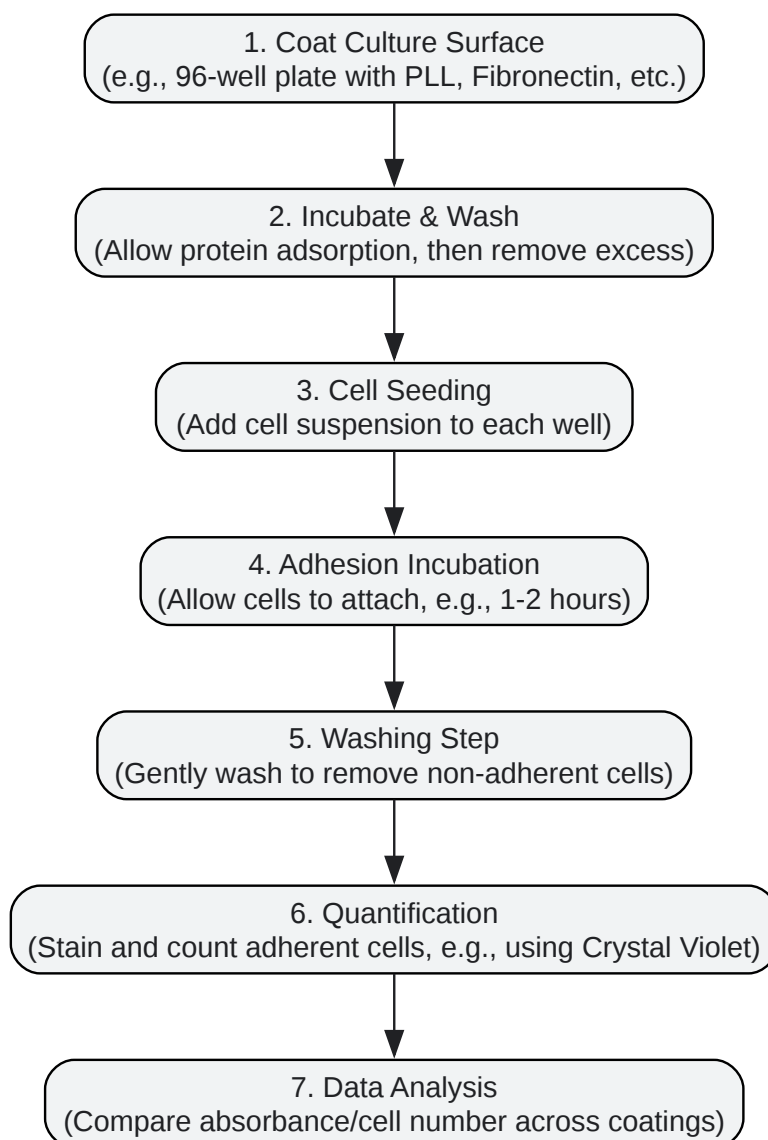 1. Coat Culture Surface
(e.g., 96-well plate with PLL, Fibronectin, etc.)
2. Incubate & Wash
(Allow protein adsorption, then remove excess)
3. Cell Seeding
(Add cell suspension to each well)
4. Adhesion Incubation
(Allow cells to attach, e.g., 1-2 hours)
5. Washing Step
(Gently wash to remove non-adherent cells)
6. Quantification
(Stain and count adherent cells, e.g., using Crystal Violet)
7. Data Analysis
(Compare absorbance/cell number across coatings)